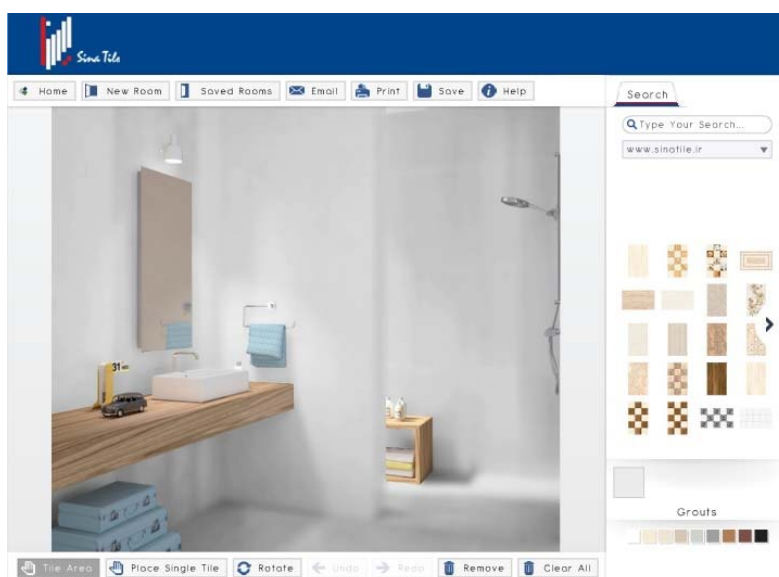 Sina Tile
Home New Room Saved Rooms Email Print Save Help
Search
Type Your Search...
www.sinatile.ir
31
Grouts
Tile Area Place Single Tile Rotate Undo Redo Remove Clear All